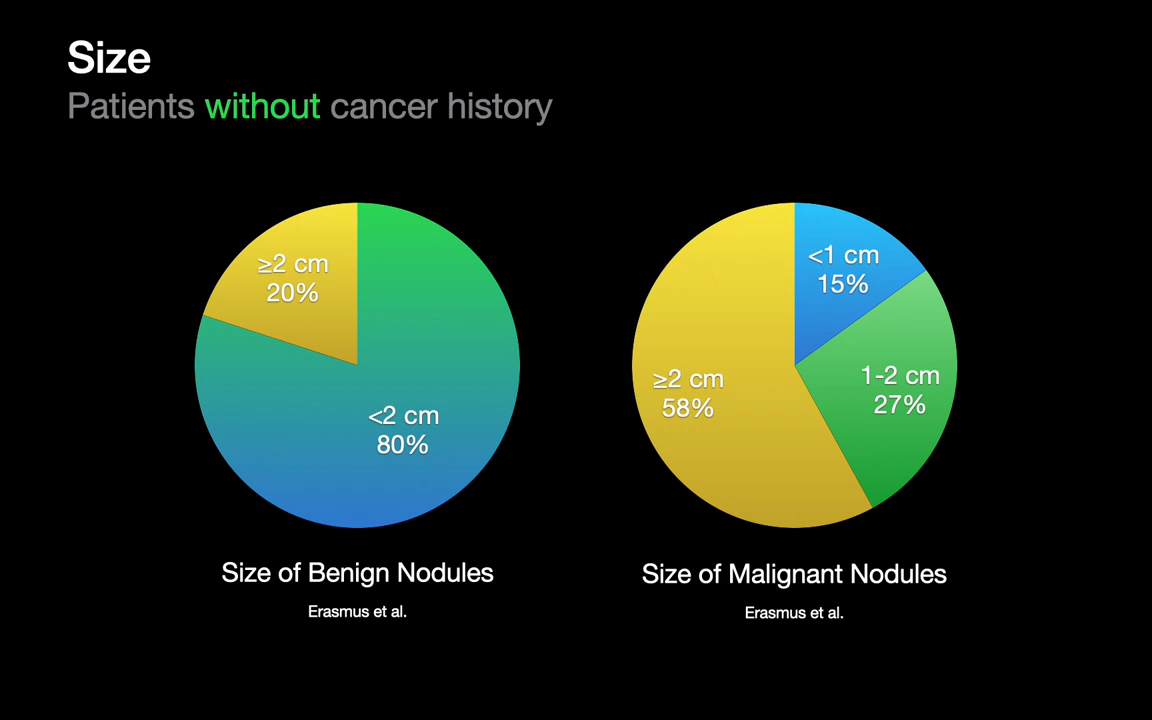 Size
Patients without cancer history
≥2 cm
20%
<2 cm
80%
Size of Benign Nodules
Erasmus et al.
<1 cm
15%
1-2 cm
27%
≥2 cm
58%
Size of Malignant Nodules
Erasmus et al.